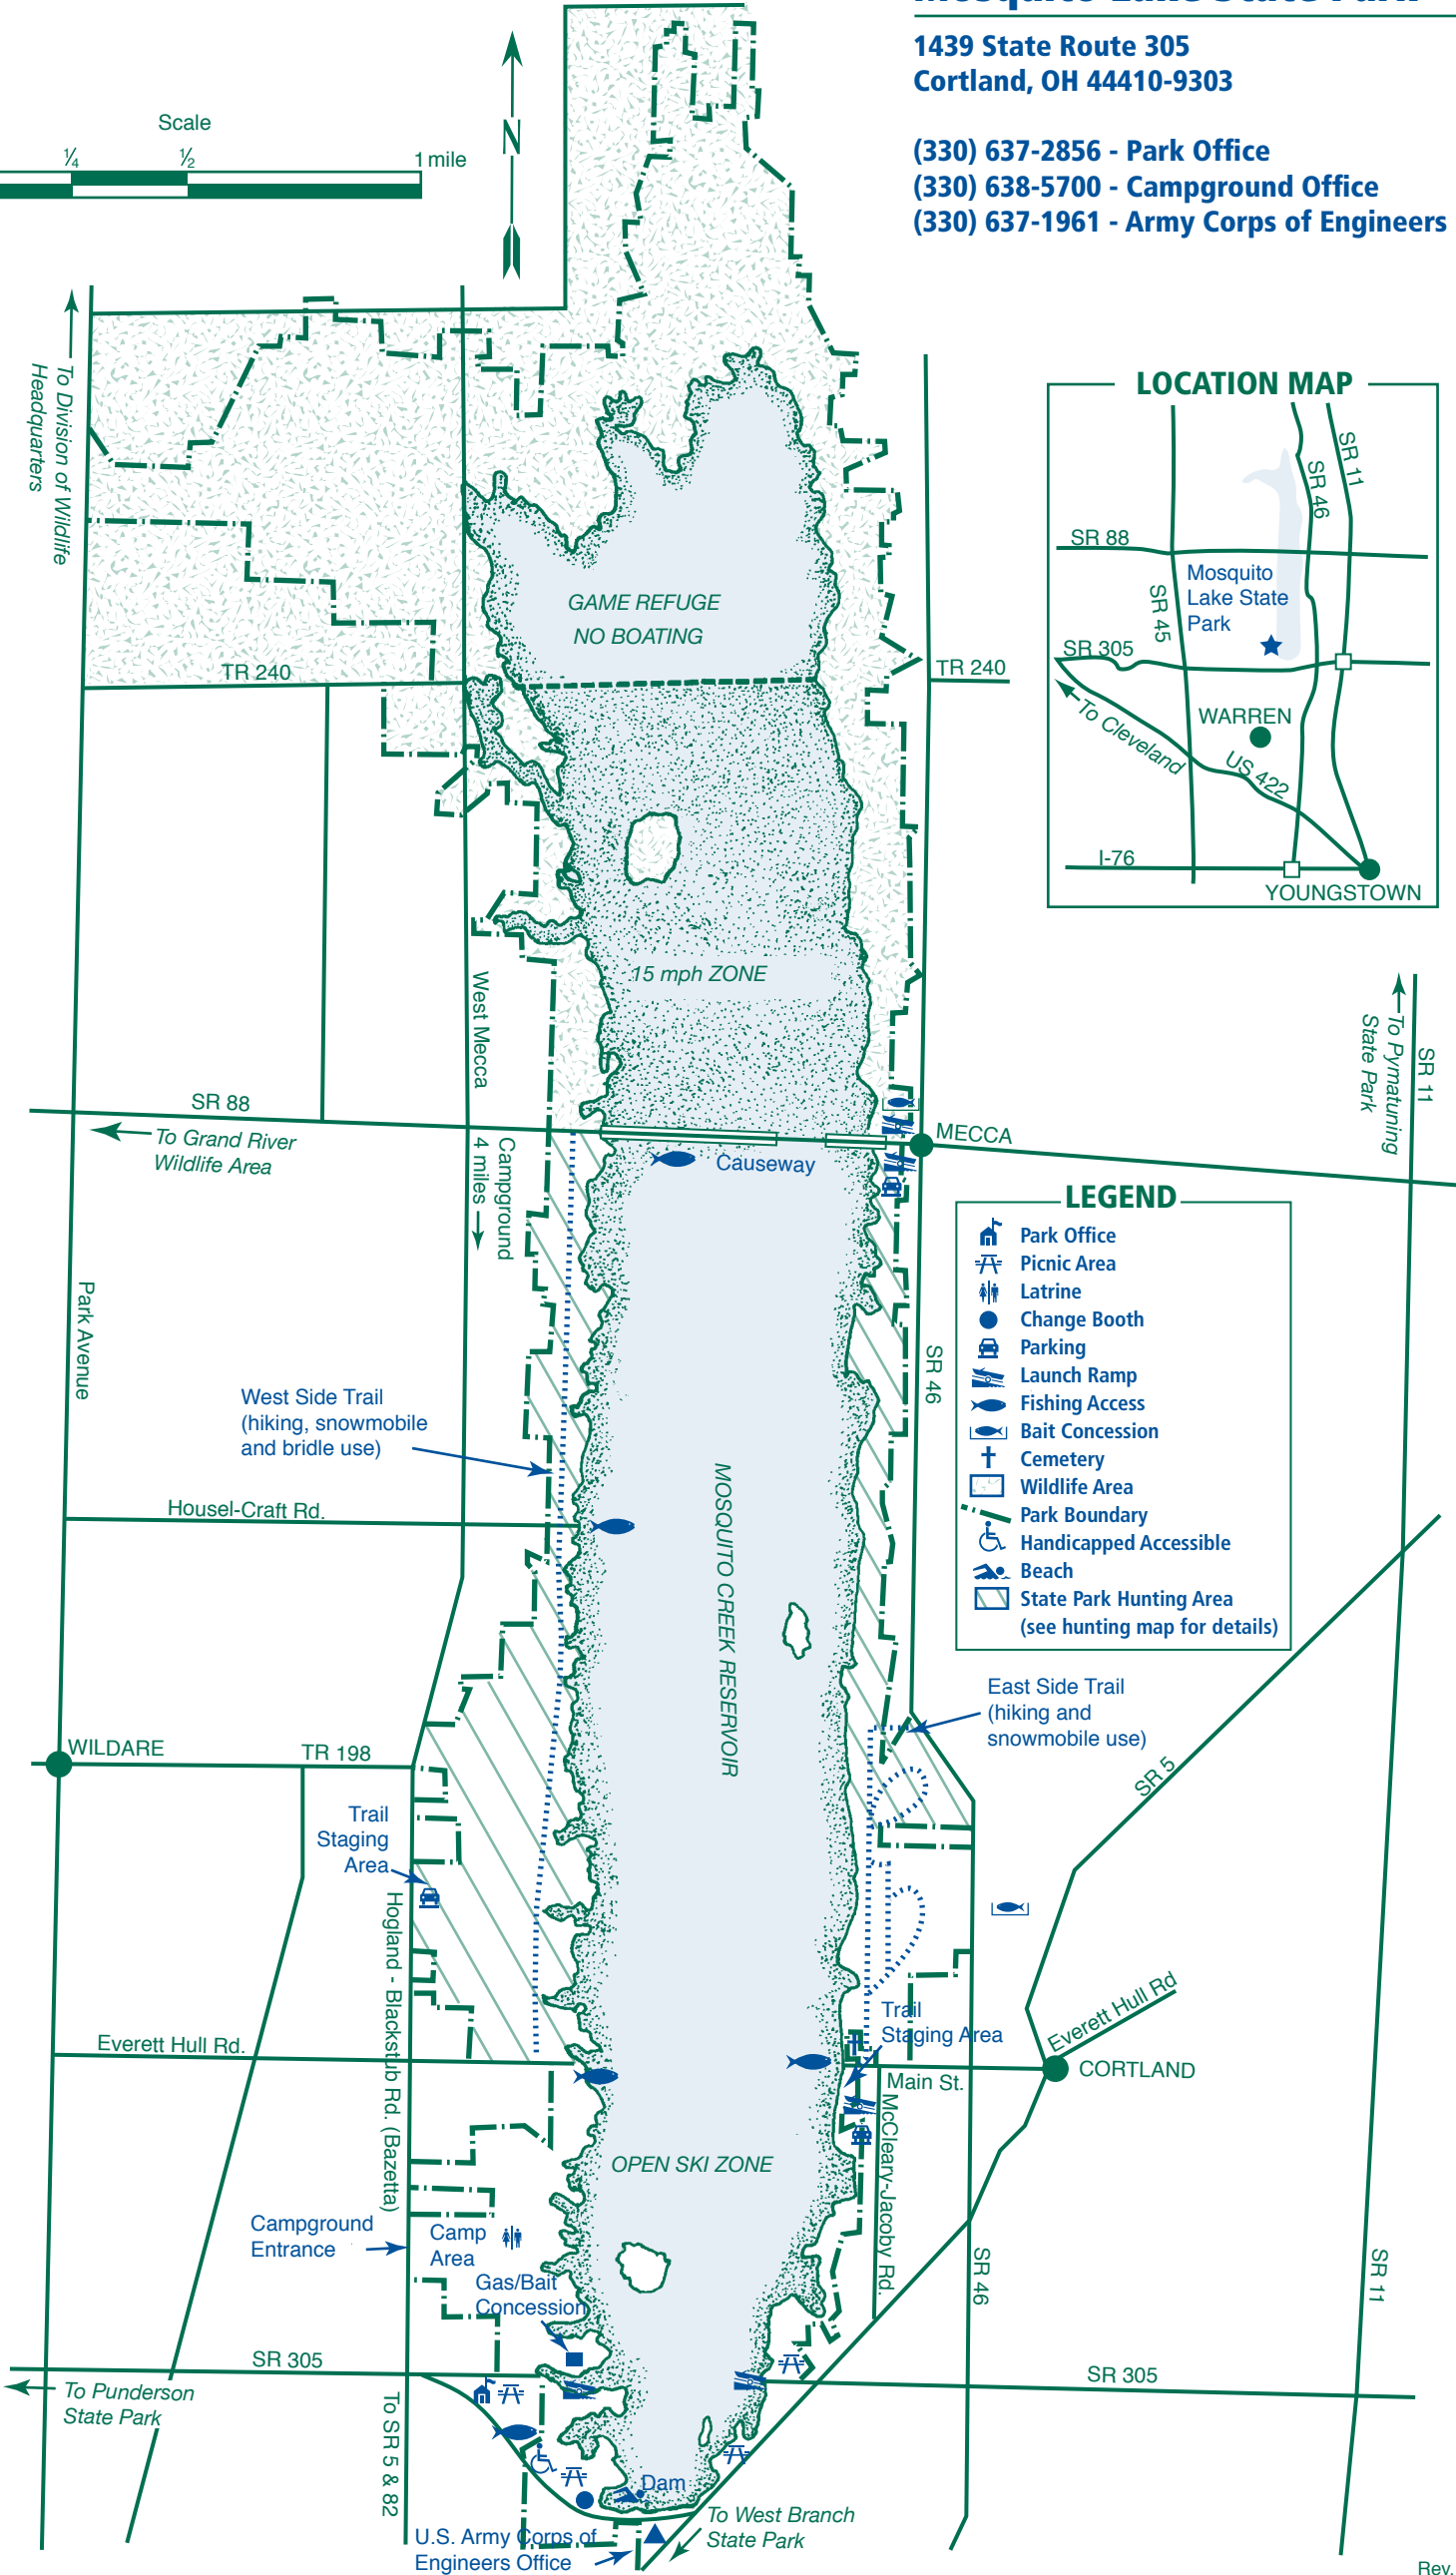 Mosquito Lake State Park
1439 State Route 305
Cortland, OH 44410-9303
(330) 637-2856 - Park Office
(330) 638-5700 - Campground Office
(330) 637-1961 - Army Corps of Engineers
Scale
¼ ½ 1 mile
N
To Division of Wildlife
Headquarters
LOCATION MAP
SR 11
SR 46
SR 88
Mosquito
Lake State
Park
SR 45
SR 305
To Cleveland
WARREN
US 422
I-76
YOUNGSTOWN
GAME REFUGE
NO BOATING
TR 240
TR 240
15 mph ZONE
West Mecca
SR 88
To Grand River
Wildlife Area
Campground
4 miles
Causeway
MECCA
To Pymatuning
State Park
SR 11
LEGEND
Park Office
Picnic Area
Latrine
Change Booth
Parking
Launch Ramp
Fishing Access
Bait Concession
Cemetery
Wildlife Area
Park Boundary
Handicapped Accessible
Beach
State Park Hunting Area
(see hunting map for details)
Park Avenue
SR 46
West Side Trail
(hiking, snowmobile
and bridle use)
Housel-Craft Rd.
MOSQUITO CREEK RESERVOIR
East Side Trail
(hiking and
snowmobile use)
WILDARE
TR 198
SR 5
Trail
Staging
Area
Hogland - Blackstub Rd. (Bazetta)
Trail
Staging Area
Everett Hull Rd
Everett Hull Rd.
CORTLAND
Main St.
McCleary-Jacoby Rd.
OPEN SKI ZONE
Campground
Entrance
Camp
Area
Gas/Bait
Concession
SR 46
SR 11
SR 305
SR 305
To Punderson
State Park
To SR 5 & 82
Dam
To West Branch
State Park
U.S. Army Corps of
Engineers Office
Rev.